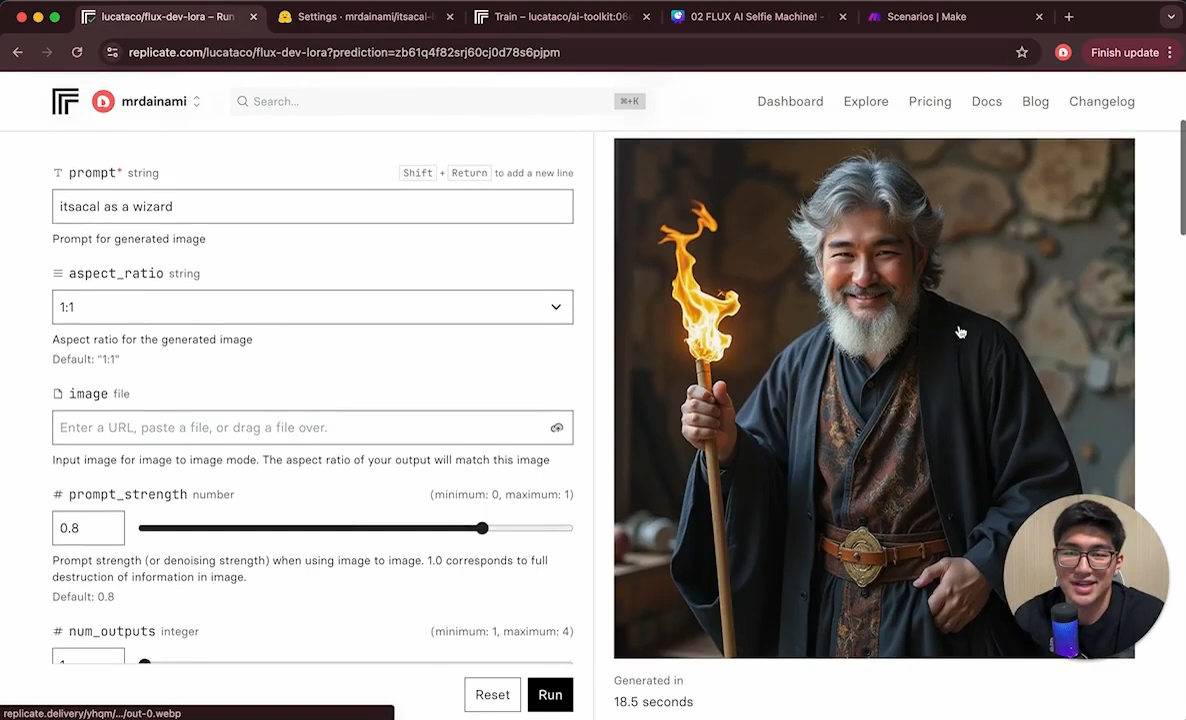 lucataco/flux-dev-lora – Run
Settings · mrdainami/itsacal-
Train – lucataco/ai-toolkit:06
02 FLUX AI Selfie Machine! -
Scenarios | Make
replicate.com/lucataco/flux-dev-lora?prediction=zb61q4f82srj60cj0d78s6pjpm
Finish update
mrdainami
Search...
⌘+K
Dashboard
Explore
Pricing
Docs
Blog
Changelog
T prompt* string
Shift + Return to add a new line
itsacal as a wizard
Prompt for generated image
aspect_ratio string
1:1
Aspect ratio for the generated image
Default: "1:1"
image file
Enter a URL, paste a file, or drag a file over.
Input image for image to image mode. The aspect ratio of your output will match this image
# prompt_strength number
(minimum: 0, maximum: 1)
0.8
Prompt strength (or denoising strength) when using image to image. 1.0 corresponds to full
destruction of information in image.
Default: 0.8
# num_outputs integer
(minimum: 1, maximum: 4)
Reset
Run
Generated in
18.5 seconds
replicate.delivery/yhqm/.../out-0.webp